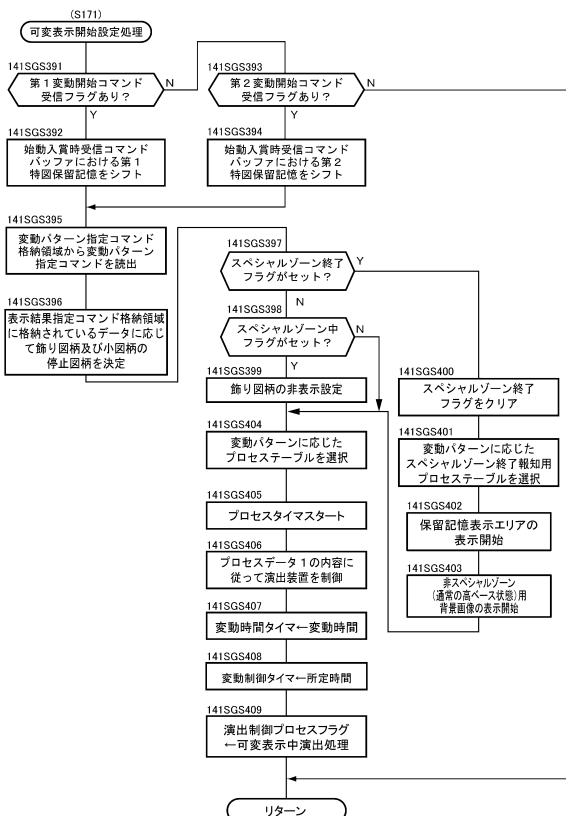 (S171)
可変表示開始設定処理
141SGS391
第1変動開始コマンド
受信フラグあり？
N
Y
141SGS392
始動入賞時受信コマンド
バッファにおける第1
特図保留記憶をシフト
141SGS393
第2変動開始コマンド
受信フラグあり？
N
Y
141SGS394
始動入賞時受信コマンド
バッファにおける第2
特図保留記憶をシフト
141SGS395
変動パターン指定コマンド
格納領域から変動パターン
指定コマンドを読出
141SGS396
表示結果指定コマンド格納領域
に格納されているデータに応じ
て飾り図柄及び小図柄の
停止図柄を決定
141SGS397
スペシャルゾーン終了
フラグがセット？
Y
N
141SGS398
スペシャルゾーン中
フラグがセット？
N
Y
141SGS399
飾り図柄の非表示設定
141SGS400
スペシャルゾーン終了
フラグをクリア
141SGS401
変動パターンに応じた
スペシャルゾーン終了報知用
プロセステーブルを選択
141SGS402
保留記憶表示エリアの
表示開始
141SGS403
非スペシャルゾーン
(通常の高ベース状態)用
背景画像の表示開始
141SGS404
変動パターンに応じた
プロセステーブルを選択
141SGS405
プロセスタイマスタート
141SGS406
プロセスデータ1の内容に
従って演出装置を制御
141SGS407
変動時間タイマ←変動時間
141SGS408
変動制御タイマ←所定時間
141SGS409
演出制御プロセスフラグ
←可変表示中演出処理
リターン